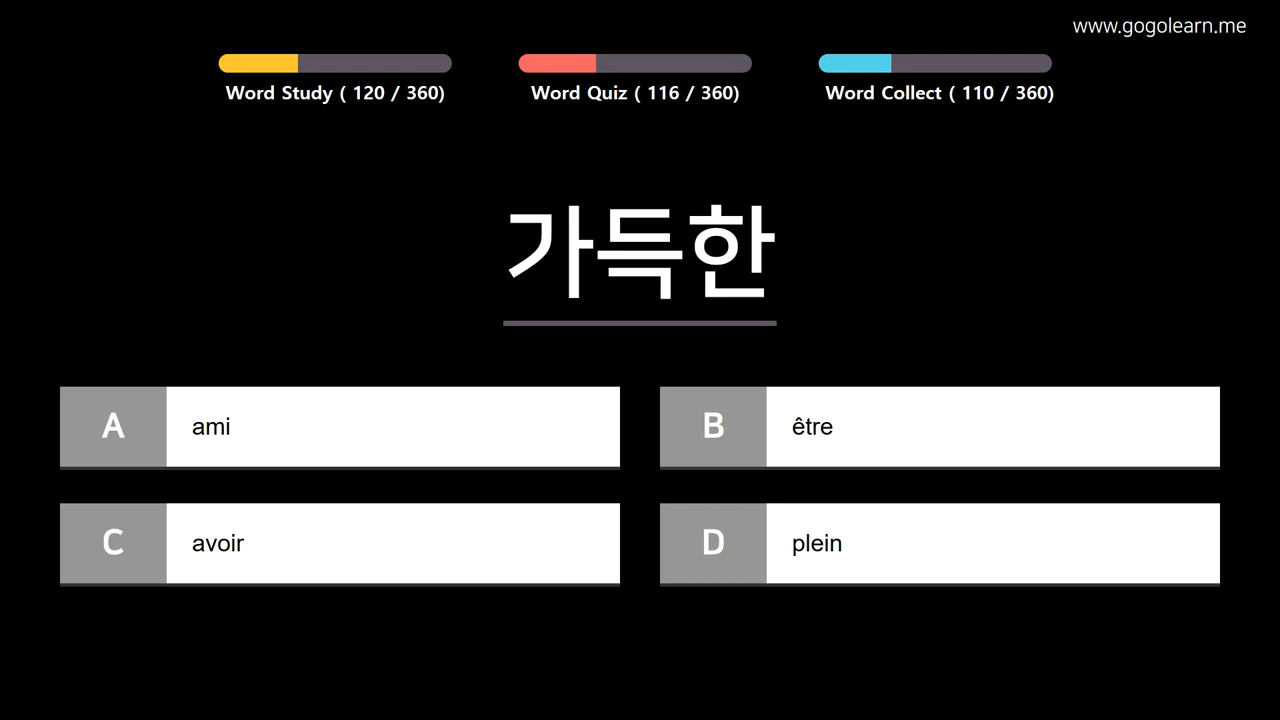 www.gogolearn.me
Word Study ( 120 / 360)
Word Quiz ( 116 / 360)
Word Collect ( 110 / 360)
가득한
A ami
B être
C avoir
D plein